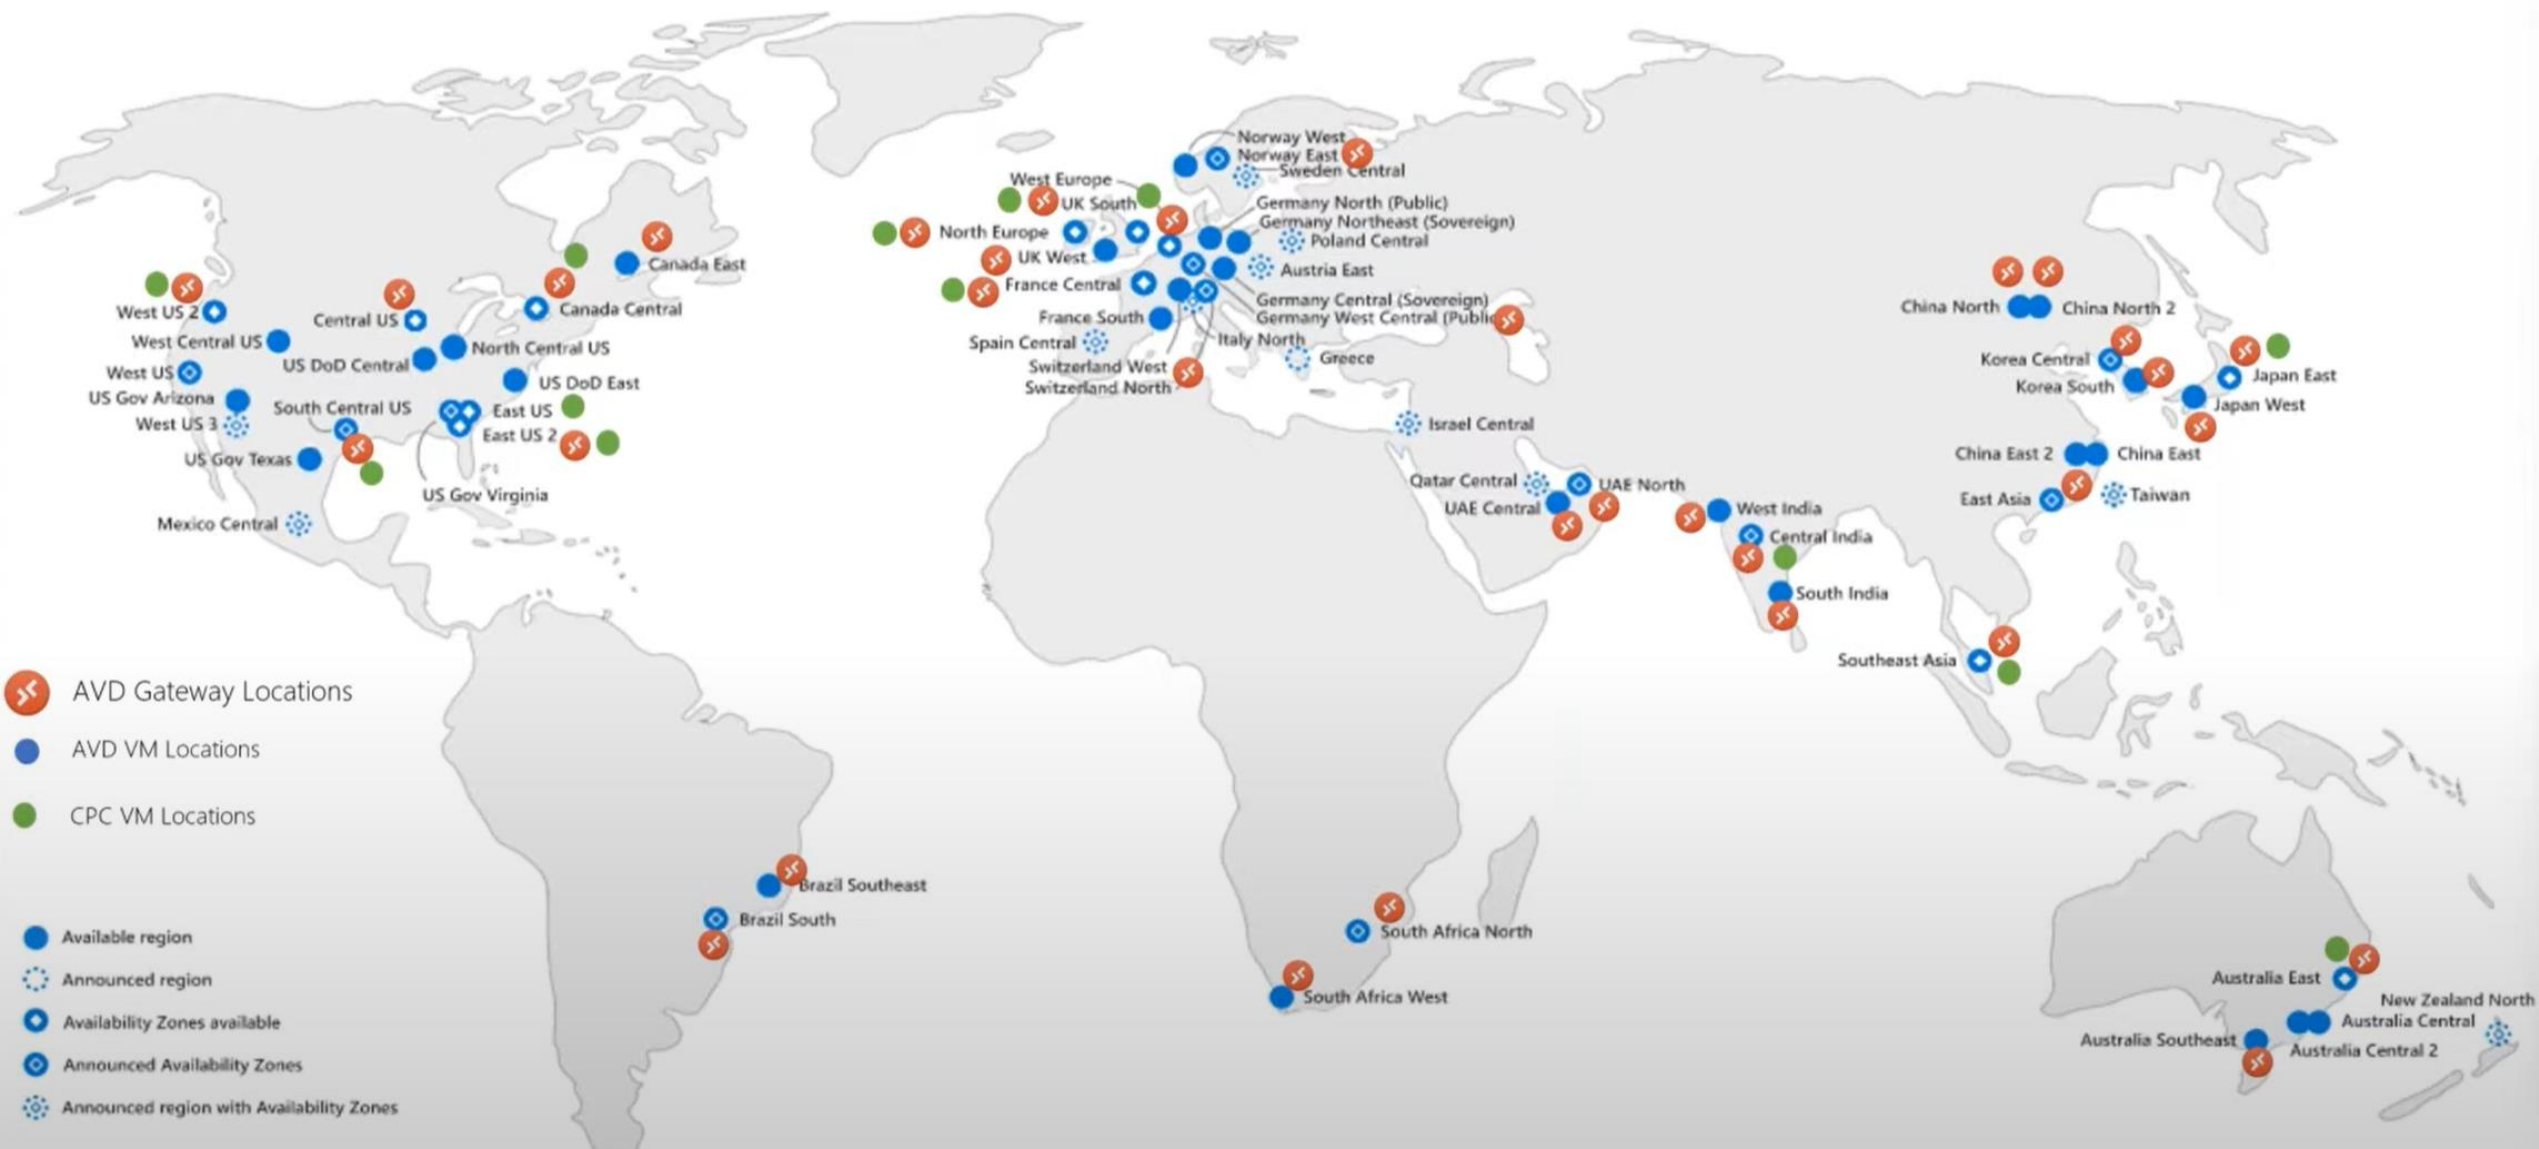 Norway West
Norway East
Sweden Central
West Europe
UK South
Germany North (Public)
Germany Northeast (Sovereign)
North Europe
Poland Central
UK West
Canada East
Austria East
France Central
Germany Central (Sovereign)
Germany West Central (Public
West US 2
Central US
Canada Central
France South
China North
China North 2
West Central US
North Central US
Spain Central
Italy North
Greece
US DoD Central
Korea Central
West US
Switzerland West
Switzerland North
US DoD East
Korea South
Japan East
US Gov Arizona
South Central US
East US
Japan West
West US 3
East US 2
Israel Central
US Gov Texas
China East 2
China East
US Gov Virginia
Qatar Central
UAE North
UAE Central
West India
East Asia
Taiwan
Mexico Central
Central India
South India
Southeast Asia
AVD Gateway Locations
AVD VM Locations
CPC VM Locations
Brazil Southeast
Brazil South
South Africa North
South Africa West
Australia East
New Zealand North
Australia Central
Australia Southeast
Australia Central 2
Available region
Announced region
Availability Zones available
Announced Availability Zones
Announced region with Availability Zones